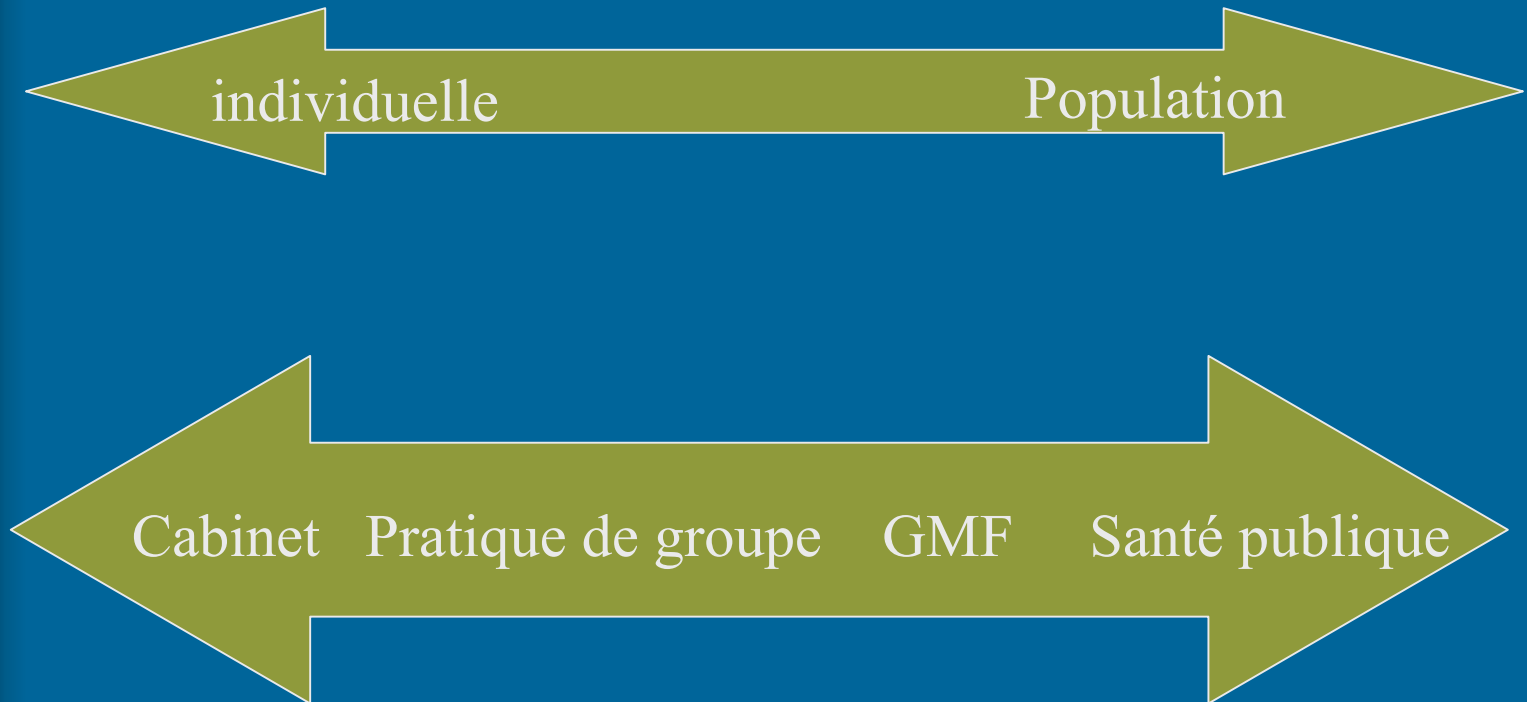 individuelle Population
Cabinet Pratique de groupe GMF Santé publique